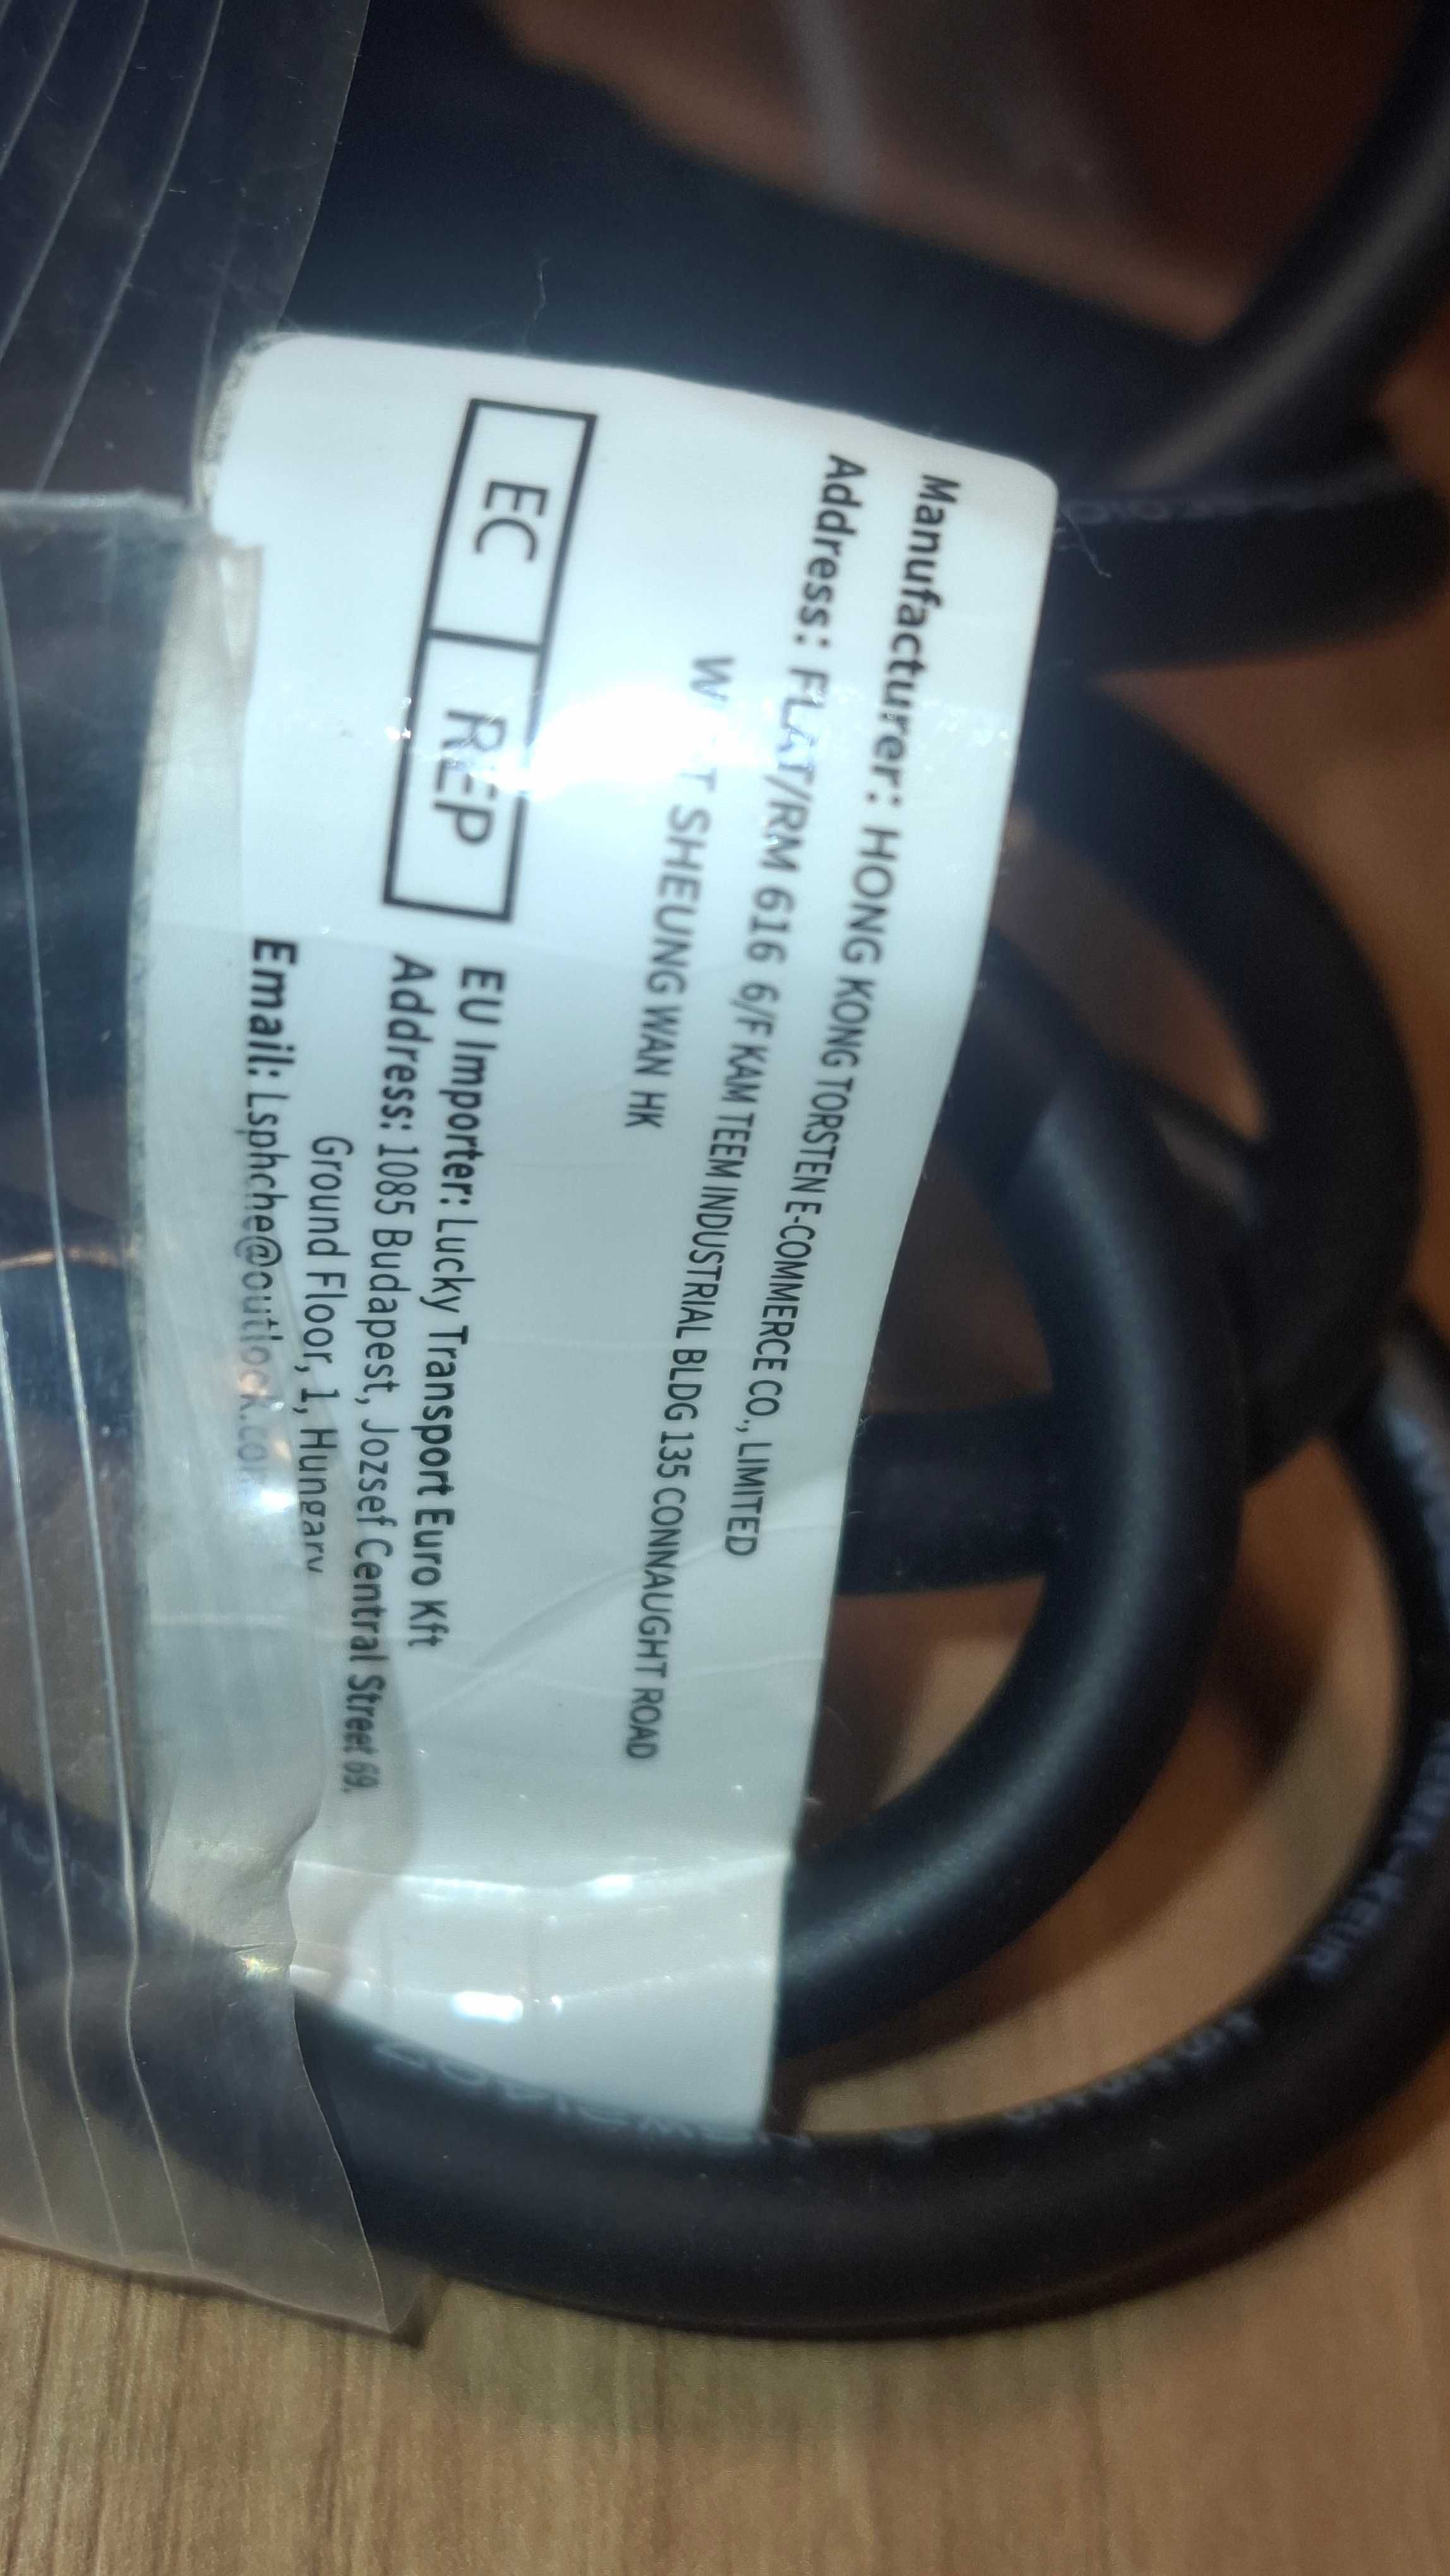 Manufacturer: HONG KONG TORSTEN E-COMMERCE CO., LIMITED
Address: FLAT/RM 616 6/F KAM TEEM INDUSTRIAL BLDG 135 CONNAUGHT ROAD
SHEUNG WAN HK
EC REP
EU Importer: Lucky Transport Euro Kft
Address: 1085 Budapest, Jozsef Central Street 69.
Ground Floor, 1, Hungary
Email: Lsphche@outlook.com